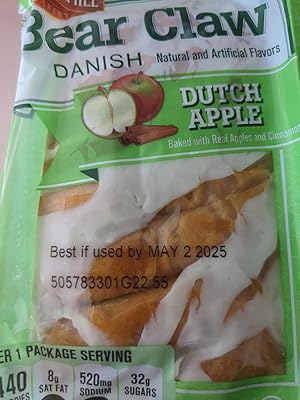 Bear Claw
DANISH Natural and Artificial Flavors
DUTCH
APPLE
Baked with Real Apples and Cinnamon
Best if used by MAY 2 2025
505783301G22:55
1 PACKAGE SERVING
8g 520mg 32g
SAT FAT SODIUM SUGARS